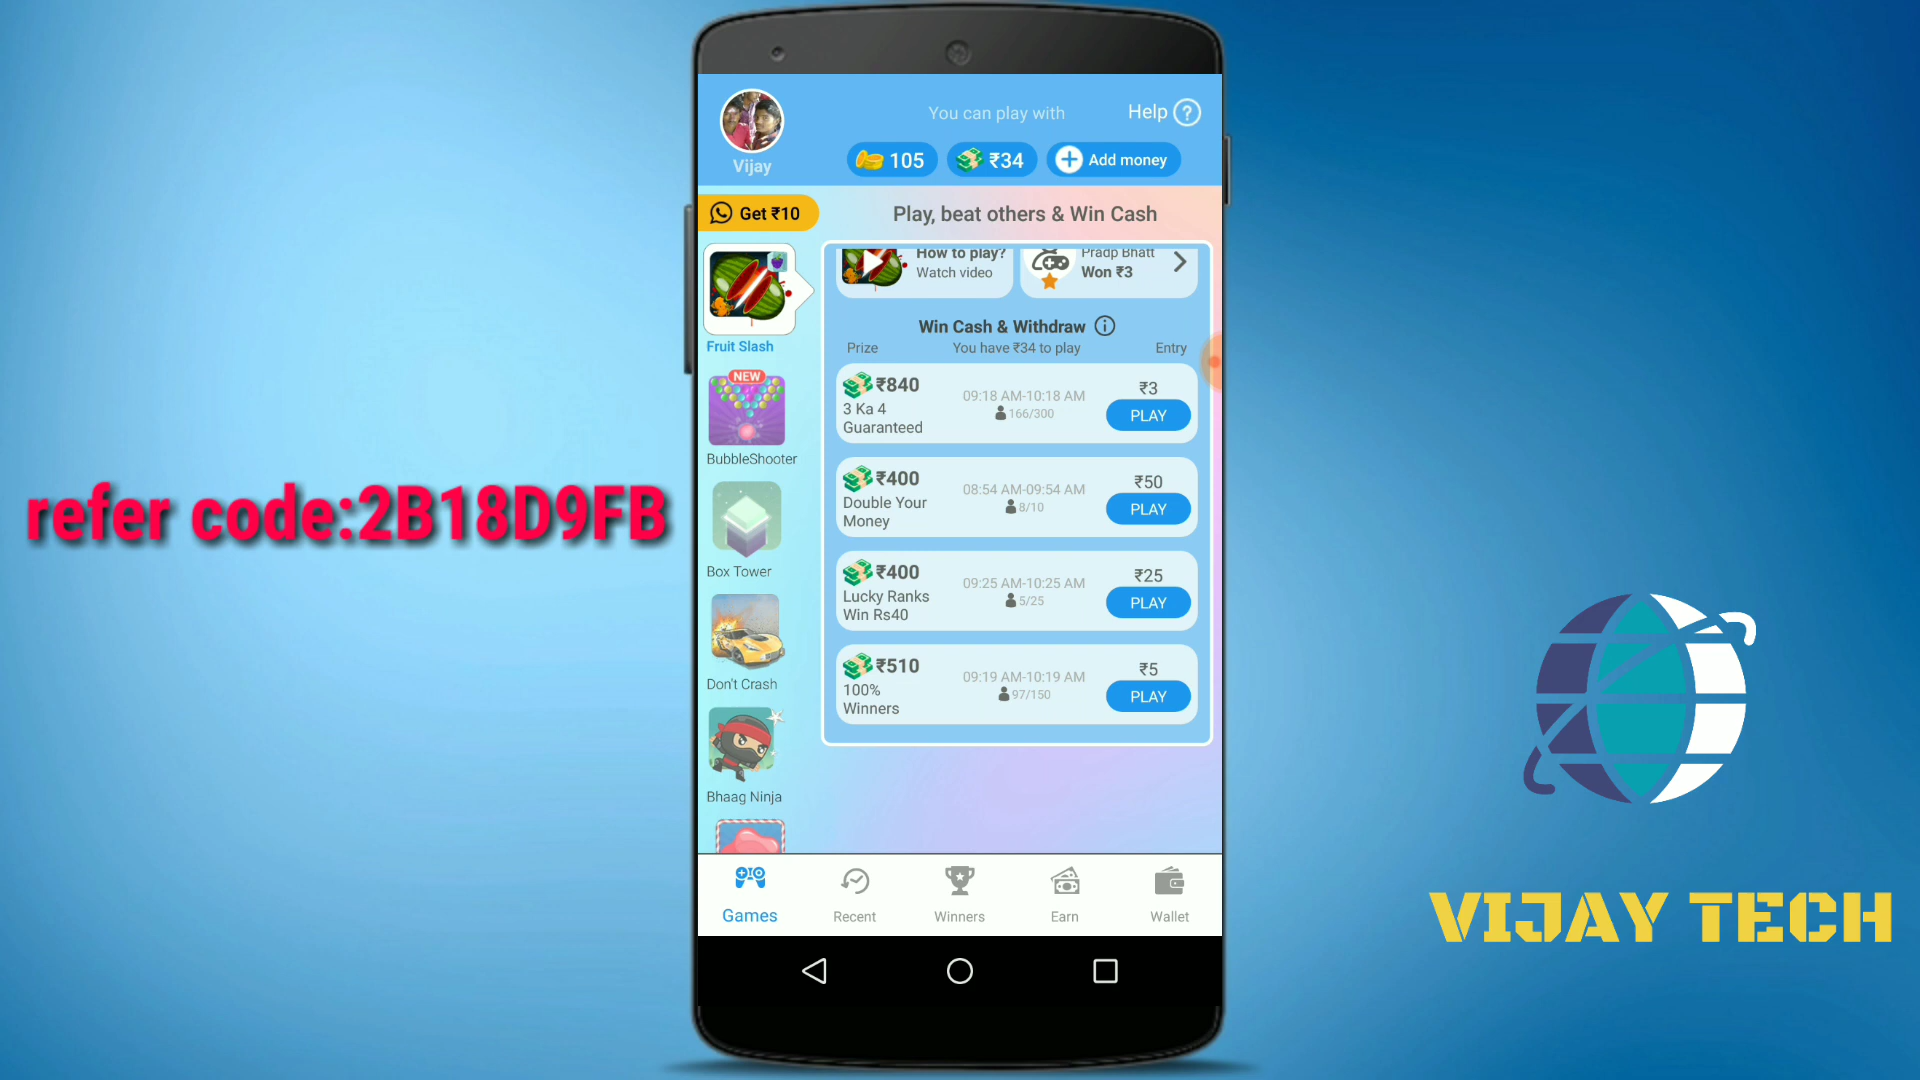 You can play with
Help ?
Vijay
105
₹34
Add money
Get ₹10
Play, beat others & Win Cash
How to play?
Watch video
Pradp Bhatt
Won ₹3
Win Cash & Withdraw
Prize
You have ₹34 to play
Entry
₹840
3 Ka 4
Guaranteed
09:18 AM-10:18 AM
166/300
₹3
PLAY
₹400
Double Your
Money
08:54 AM-09:54 AM
8/10
₹50
PLAY
₹400
Lucky Ranks
Win Rs40
09:25 AM-10:25 AM
5/25
₹25
PLAY
₹510
100%
Winners
09:19 AM-10:19 AM
97/150
₹5
PLAY
Fruit Slash
NEW
BubbleShooter
Box Tower
Don't Crash
Bhaag Ninja
Games
Recent
Winners
Earn
Wallet
refer code:2B18D9FB
VIJAY TECH